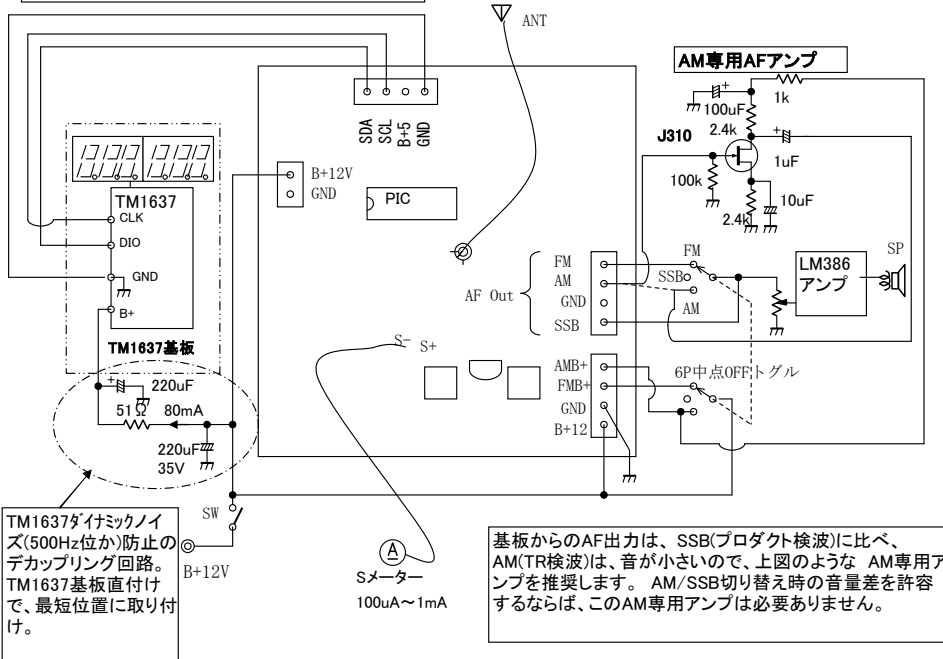 ANT
AM専用AFアンプ
1k
100uF
2.4k
J310
1uF
100k
10uF
2.4k
SDA
SCL
B+5
GND
B+12V
GND
PIC
TM1637
CLK
DIO
GND
B+
TM1637基板
FM
AM
GND
SSB
AF Out
FM
SSB
AM
LM386
アンプ
SP
S-
S+
AMB+
FMB+
GND
B+12
6P中点OFFトグル
220uF
51Ω
80mA
220uF
35V
SW
B+12V
A
Sメーター
100uA～1mA
TM1637ダイナミックノイ
ズ(500Hz位か)防止の
デカップリング回路。
TM1637基板直付け
で、最短位置に取り付
け。
基板からのAF出力は、SSB(プロダクト検波)に比べ、
AM(TR検波)は、音が小さいので、上図のような AM専用ア
ンプを推奨します。 AM/SSB切り替え時の音量差を許容
するならば、このAM専用アンプは必要ありません。